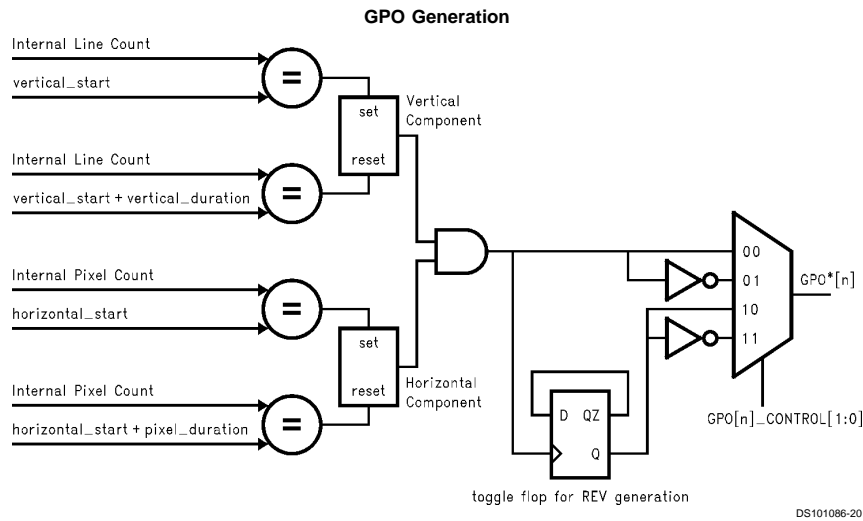 GPO Generation
Internal Line Count
=
vertical_start
set
Vertical
Component
reset
Internal Line Count
=
vertical_start + vertical_duration
00
01
GPO*[n]
10
11
Internal Pixel Count
=
horizontal_start
set
reset
Horizontal
Component
Internal Pixel Count
=
horizontal_start + pixel_duration
D QZ
Q
GPO[n]_CONTROL[1:0]
toggle flop for REV generation
DS101086-20